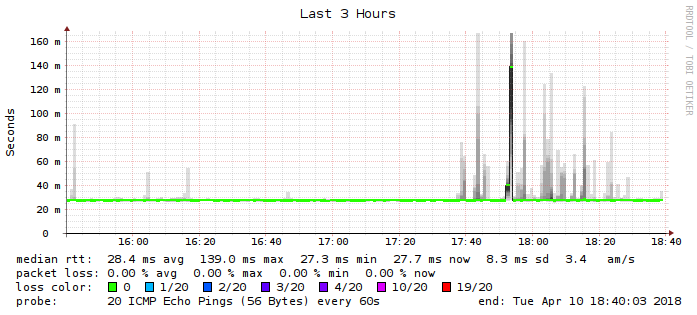 Last 3 Hours
RRDTOOL / TOBI OETIKER
Seconds
160 m
140 m
120 m
100 m
80 m
60 m
40 m
20 m
0
16:00 16:20 16:40 17:00 17:20 17:40 18:00 18:20 18:40
median rtt: 28.4 ms avg 139.0 ms max 27.3 ms min 27.7 ms now 8.3 ms sd 3.4 am/s
packet loss: 0.00 % avg 0.00 % max 0.00 % min 0.00 % now
loss color: 0 1/20 2/20 3/20 4/20 10/20 19/20
probe: 20 ICMP Echo Pings (56 Bytes) every 60s end: Tue Apr 10 18:40:03 2018